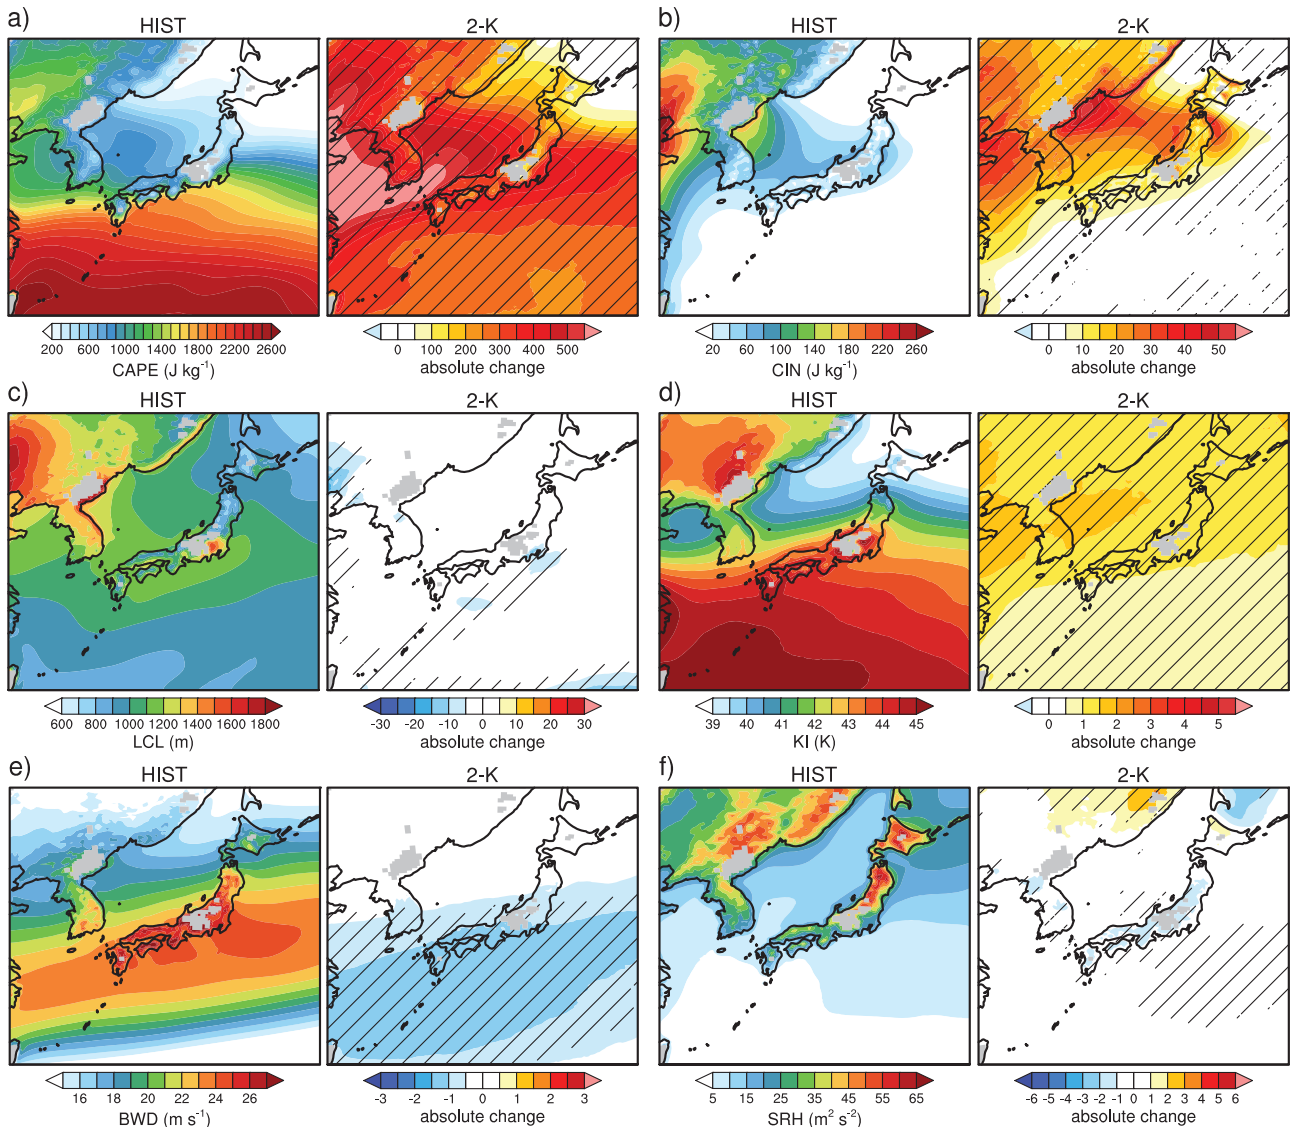 a)
HIST
2-K
b)
HIST
2-K
200 600 1000 1400 1800 2200 2600
CAPE (J kg⁻¹)
0 100 200 300 400 500
absolute change
20 60 100 140 180 220 260
CIN (J kg⁻¹)
0 10 20 30 40 50
absolute change
c)
HIST
2-K
d)
HIST
2-K
600 800 1000 1200 1400 1600 1800
LCL (m)
-30 -20 -10 0 10 20 30
absolute change
39 40 41 42 43 44 45
KI (K)
0 1 2 3 4 5
absolute change
e)
HIST
2-K
f)
HIST
2-K
16 18 20 22 24 26
BWD (m s⁻¹)
-3 -2 -1 0 1 2 3
absolute change
5 15 25 35 45 55 65
SRH (m² s⁻²)
-6 -5 -4 -3 -2 -1 0 1 2 3 4 5 6
absolute change